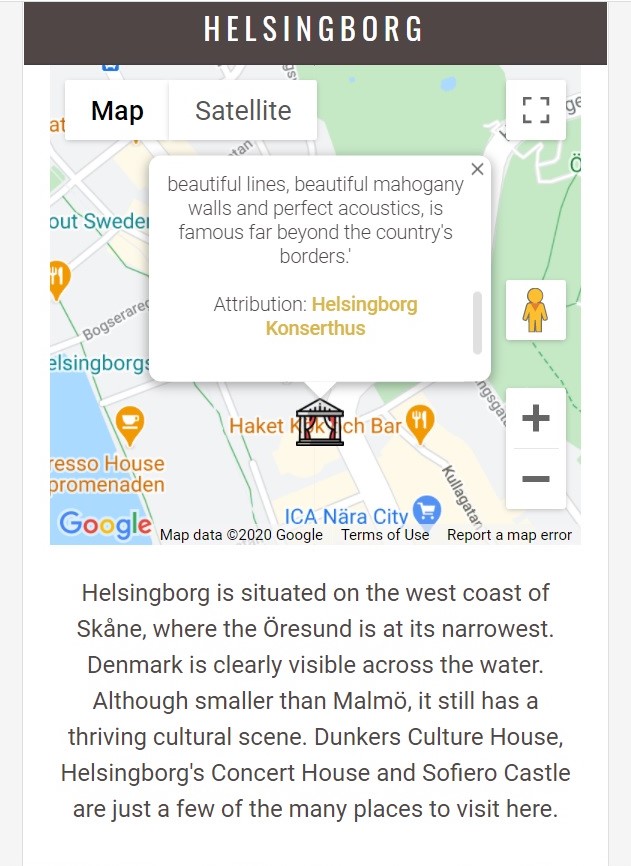 HELSINGBORG
Map
Satellite
beautiful lines, beautiful mahogany
walls and perfect acoustics, is
famous far beyond the country's
borders.'
Attribution: Helsingborg
Konserthus
out Sweden
Bogserareg
elsingborgs
Haket K k och Bar
resso House
promenaden
ngsgat
Kullagatan
ICA Nära City
Google
Map data ©2020 Google
Terms of Use
Report a map error
Helsingborg is situated on the west coast of
Skåne, where the Öresund is at its narrowest.
Denmark is clearly visible across the water.
Although smaller than Malmö, it still has a
thriving cultural scene. Dunkers Culture House,
Helsingborg's Concert House and Sofiero Castle
are just a few of the many places to visit here.